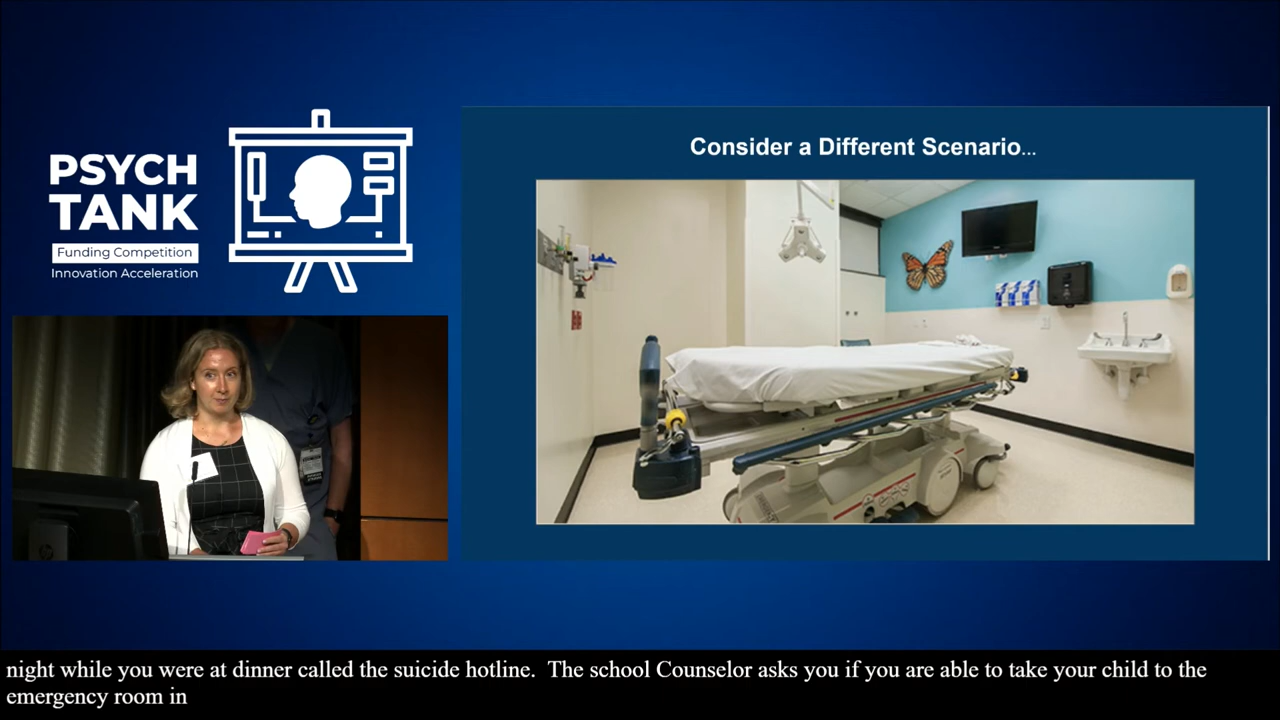 PSYCH
TANK
Funding Competition
Innovation Acceleration
Consider a Different Scenario...
night while you were at dinner called the suicide hotline.  The school Counselor asks you if you are able to take your child to the
emergency room in